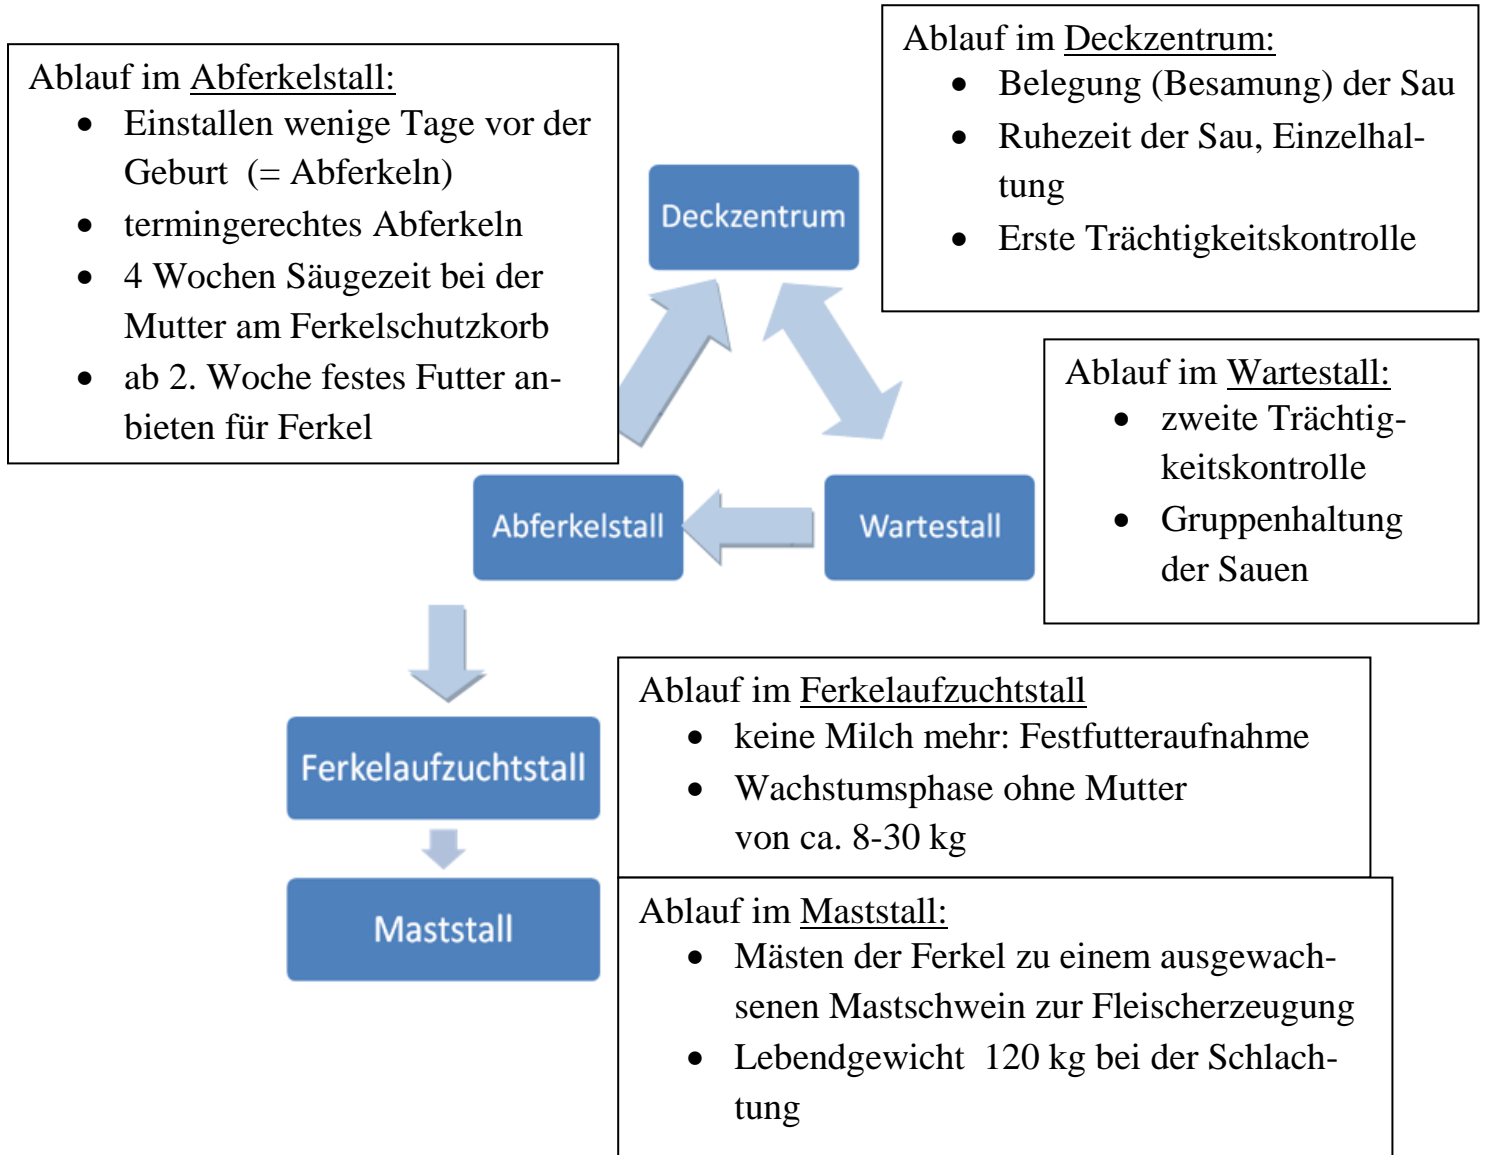 Ablauf im Abferkelstall:
• Einstallen wenige Tage vor der
Geburt (= Abferkeln)
• termingerechtes Abferkeln
• 4 Wochen Säugezeit bei der
Mutter am Ferkelschutzkorb
• ab 2. Woche festes Futter an-
bieten für Ferkel
Ablauf im Deckzentrum:
• Belegung (Besamung) der Sau
• Ruhezeit der Sau, Einzelhal-
tung
• Erste Trächtigkeitskontrolle
Deckzentrum
Ablauf im Wartestall:
• zweite Trächtig-
keitskontrolle
• Gruppenhaltung
der Sauen
Abferkelstall
Wartestall
Ferkelaufzuchtstall
Ablauf im Ferkelaufzuchtstall
• keine Milch mehr: Festfutteraufnahme
• Wachstumsphase ohne Mutter
von ca. 8-30 kg
Maststall
Ablauf im Maststall:
• Mästen der Ferkel zu einem ausgewach-
senen Mastschwein zur Fleischerzeugung
• Lebendgewicht 120 kg bei der Schlach-
tung